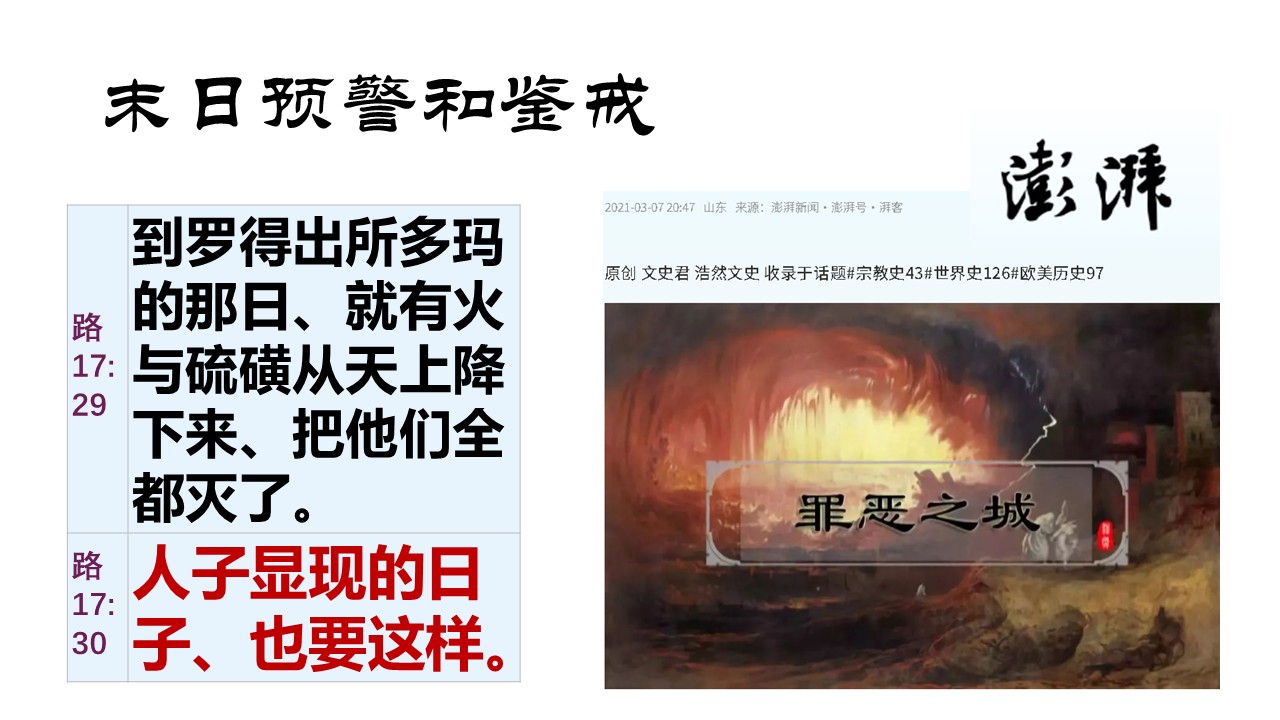 末日预警和鉴戒
路
17:
29
到罗得出所多玛
的那日、就有火
与硫磺从天上降
下来、把他们全
都灭了。
路
17:
30
人子显现的日
子、也要这样。
澎湃
2021-03-07 20:47 山东 来源：澎湃新闻·澎湃号·湃客
原创 文史君 浩然文史 收录于话题#宗教史43#世界史126#欧美历史97
罪恶之城